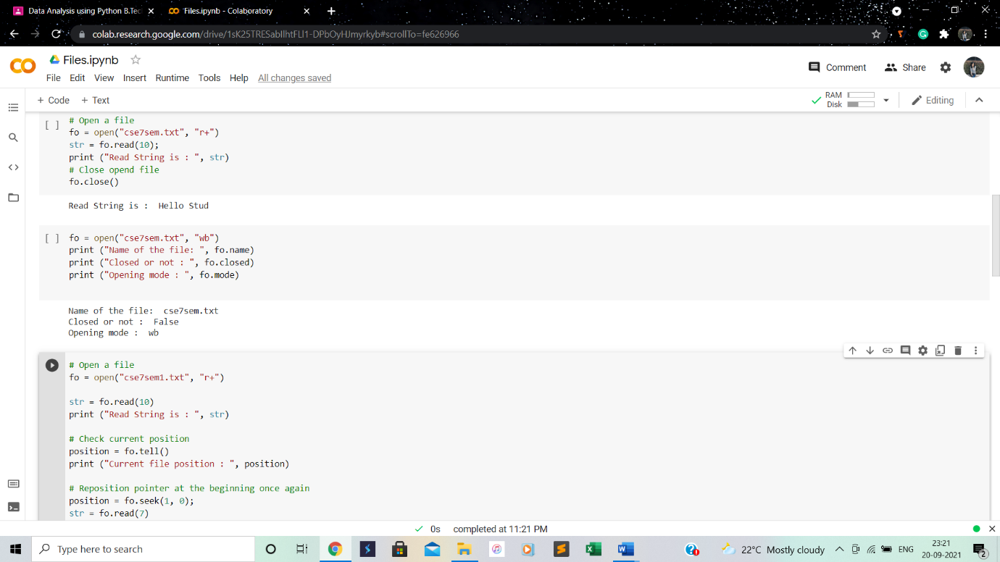 Data Analysis using Python B.Tec
Files.ipynb - Colaboratory
colab.research.google.com/drive/1sK25TRESabIlhtFLl1-DPbOyHJmyrkyb#scrollTo=fe626966
Files.ipynb
Comment
Share
File Edit View Insert Runtime Tools Help All changes saved
+ Code + Text
RAM
Disk
Editing
[ ] # Open a file
fo = open("cse7sem.txt", "r+")
str = fo.read(10);
print ("Read String is : ", str)
# Close opend file
fo.close()
Read String is :  Hello Stud
[ ] fo = open("cse7sem.txt", "wb")
print ("Name of the file: ", fo.name)
print ("Closed or not : ", fo.closed)
print ("Opening mode : ", fo.mode)
Name of the file:  cse7sem.txt
Closed or not :  False
Opening mode :  wb
# Open a file
fo = open("cse7sem1.txt", "r+")
str = fo.read(10)
print ("Read String is : ", str)
# Check current position
position = fo.tell()
print ("Current file position : ", position)
# Reposition pointer at the beginning once again
position = fo.seek(1, 0);
str = fo.read(7)
0s completed at 11:21 PM
Type here to search
22°C Mostly cloudy
ENG
23:21
20-09-2021
2